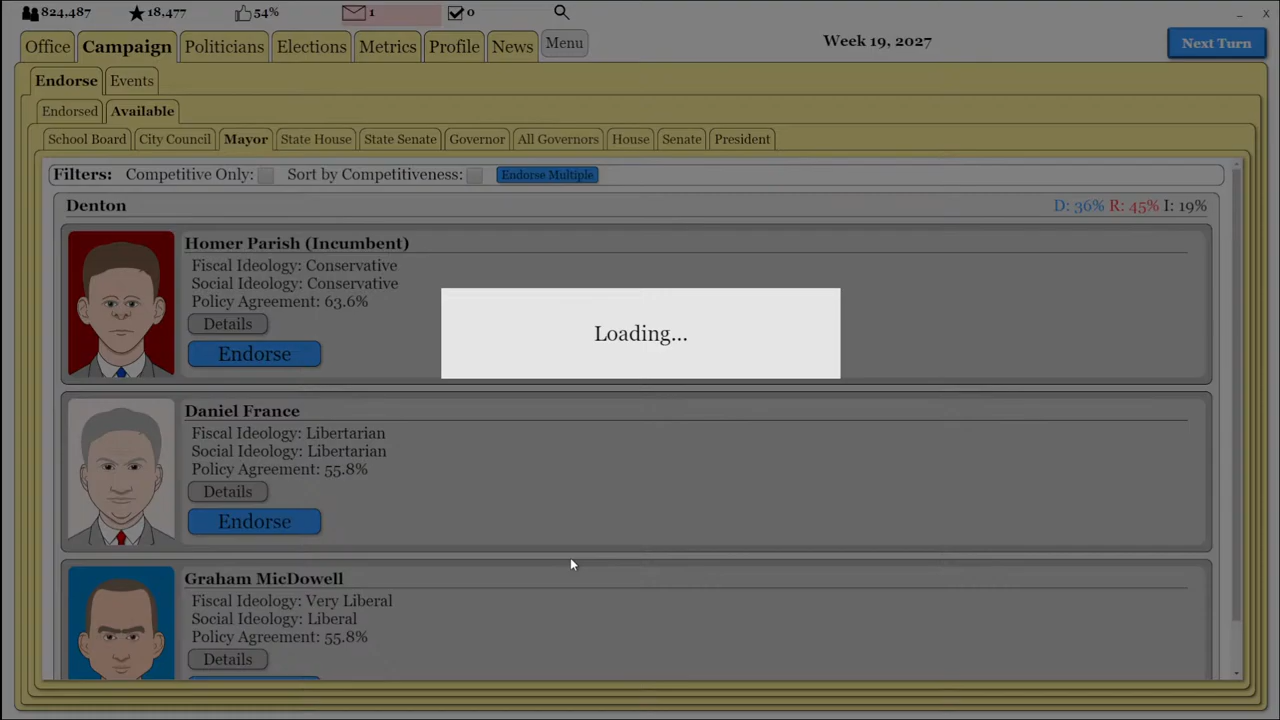 824,487 18,477 54% 1 0
_ X
Office Campaign Politicians Elections Metrics Profile News Menu Week 19, 2027 Next Turn
Endorse Events
Endorsed Available
School Board City Council Mayor State House State Senate Governor All Governors House Senate President
Filters: Competitive Only: Sort by Competitiveness: Endorse Multiple
Denton D: 36% R: 45% I: 19%
Homer Parish (Incumbent)
Fiscal Ideology: Conservative
Social Ideology: Conservative
Policy Agreement: 63.6%
Details
Endorse
Loading...
Daniel France
Fiscal Ideology: Libertarian
Social Ideology: Libertarian
Policy Agreement: 55.8%
Details
Endorse
Graham MicDowell
Fiscal Ideology: Very Liberal
Social Ideology: Liberal
Policy Agreement: 55.8%
Details